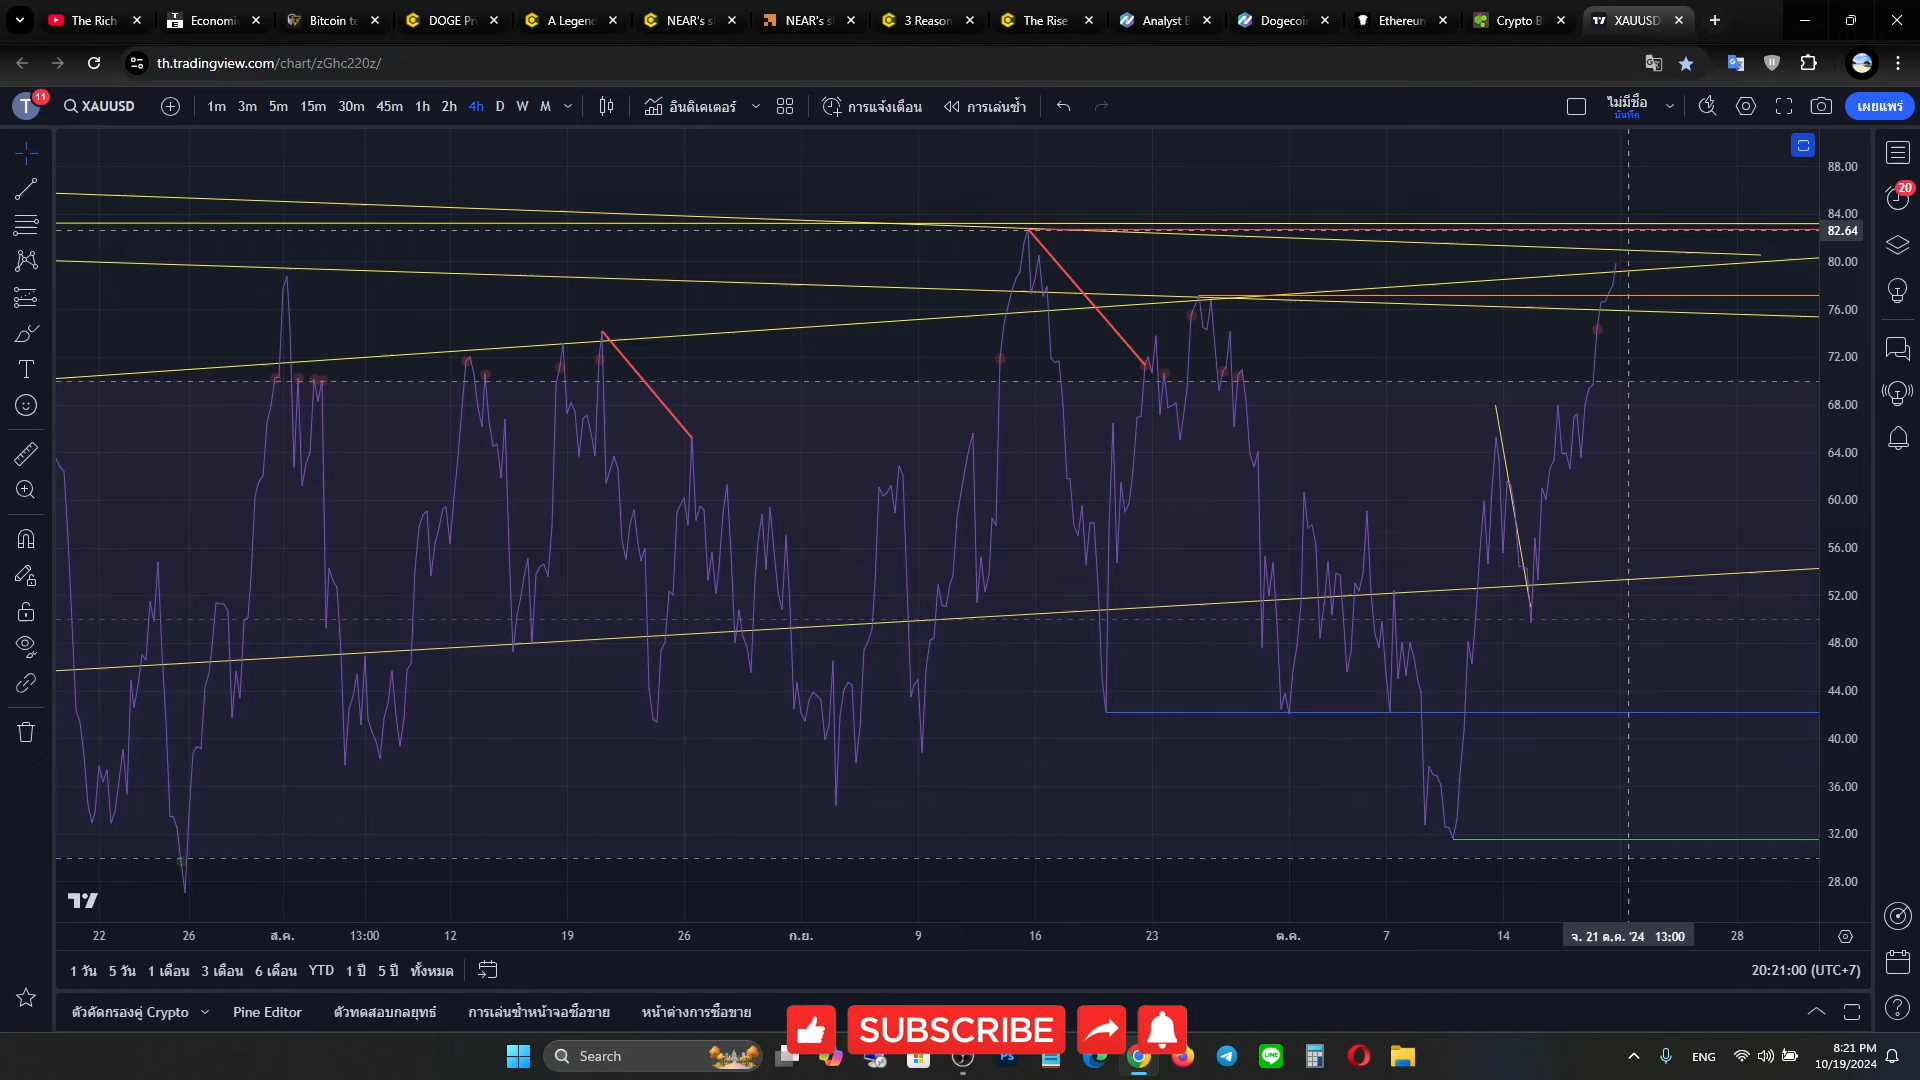 The Rich
Economi
Bitcoin te
DOGE Pr
A Legen
NEAR's s
NEAR's s
3 Reason
The Rise
Analyst B
Dogecoi
Ethereun
Crypto B
XAUUSD
th.tradingview.com/chart/zGhc220z/
T
11
XAUUSD
1m 3m 5m 15m 30m 45m 1h 2h 4h D W M
อินดิเคเตอร์
การแจ้งเตือน
การเล่นซ้ำ
ไม่มีชื่อ
บันทึก
เผยแพร่
20
88.00
84.00
82.64
80.00
76.00
72.00
68.00
64.00
60.00
56.00
52.00
48.00
44.00
40.00
36.00
32.00
28.00
22 26 ส.ค. 13:00 12 19 26 ก.ย. 9 16 23 ต.ค. 7 14 จ. 21 ต.ค. '24 13:00 28
1 วัน 5 วัน 1 เดือน 3 เดือน 6 เดือน YTD 1 ปี 5 ปี ทั้งหมด
20:21:00 (UTC+7)
ตัวคัดกรองคู่ Crypto
Pine Editor
ตัวทดสอบกลยุทธ์
การเล่นซ้ำหน้าจอซื้อขาย
หน้าต่างการซื้อขาย
SUBSCRIBE
Search
Ps
LINE
ENG
8:21 PM
10/19/2024